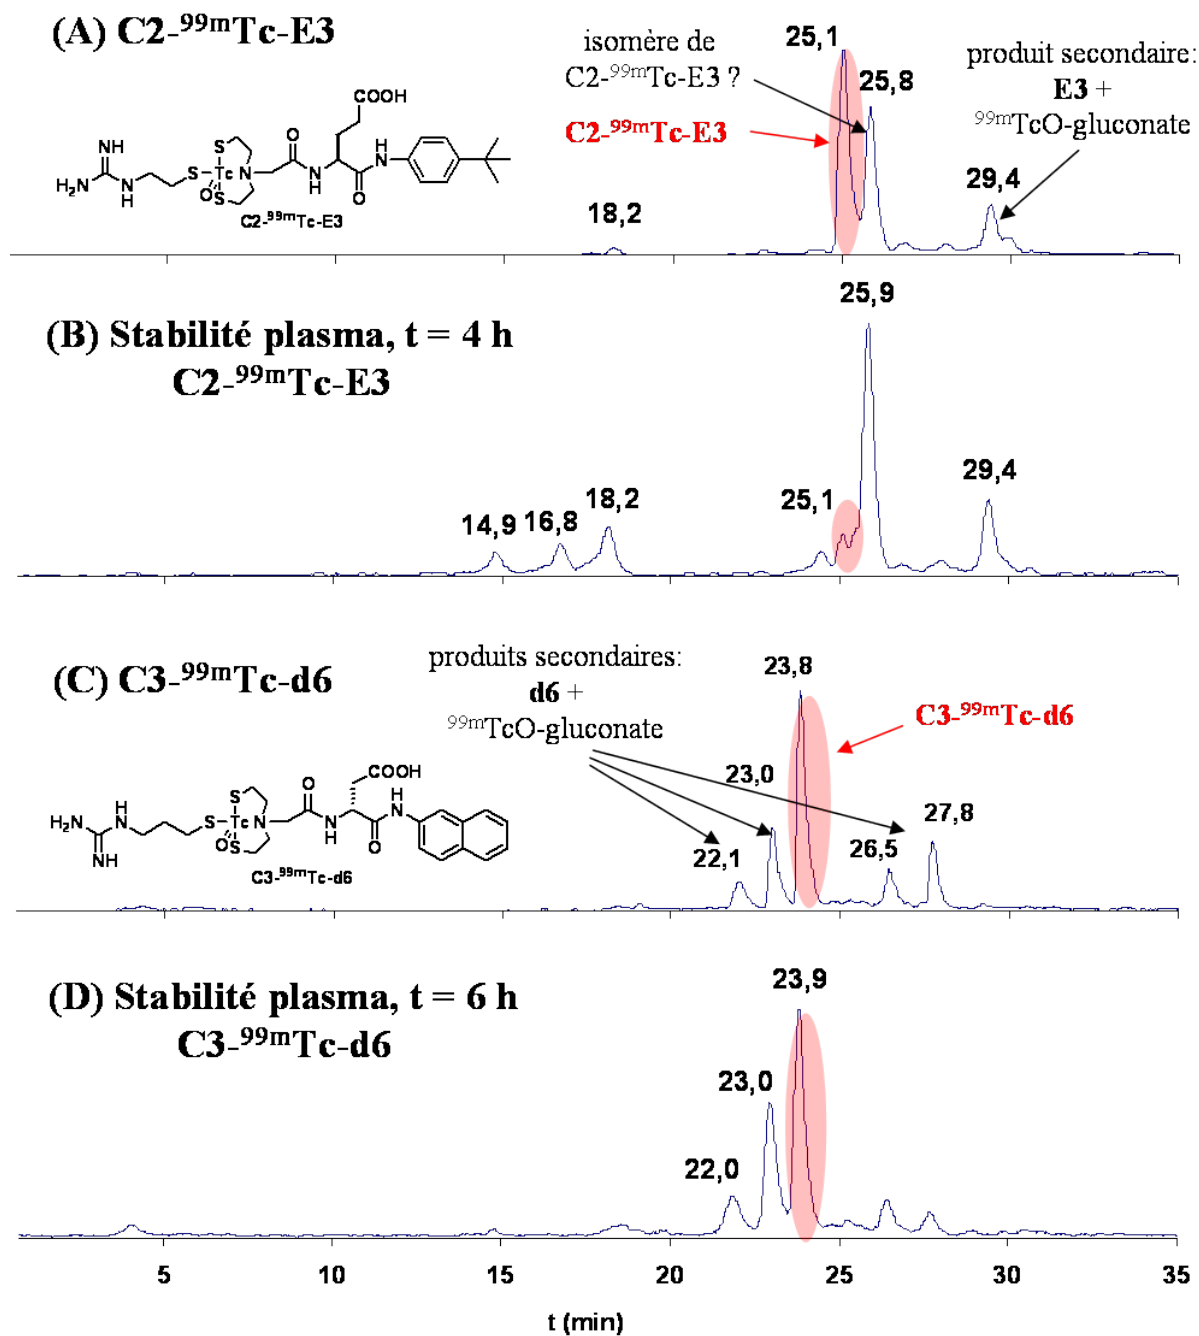 (A) C2-99mTc-E3
isomère de
C2-99mTc-E3 ?
C2-99mTc-E3
25,1
25,8
produit secondaire:
E3 +
99mTcO-gluconate
18,2
29,4
COOH
NH
H2N
N
H
S
S
Tc
N
O
S
O
N
H
O
H
N
C2-99mTc-E3
(B) Stabilité plasma, t = 4 h
C2-99mTc-E3
14,9
16,8
18,2
25,1
25,9
29,4
(C) C3-99mTc-d6
produits secondaires:
d6 +
99mTcO-gluconate
23,8
C3-99mTc-d6
23,0
22,1
26,5
27,8
COOH
H2N
H
N
NH
S
S
Tc
N
O
S
O
N
H
O
H
N
C3-99mTc-d6
(D) Stabilité plasma, t = 6 h
C3-99mTc-d6
23,9
23,0
22,0
5
10
15
20
25
30
35
t (min)